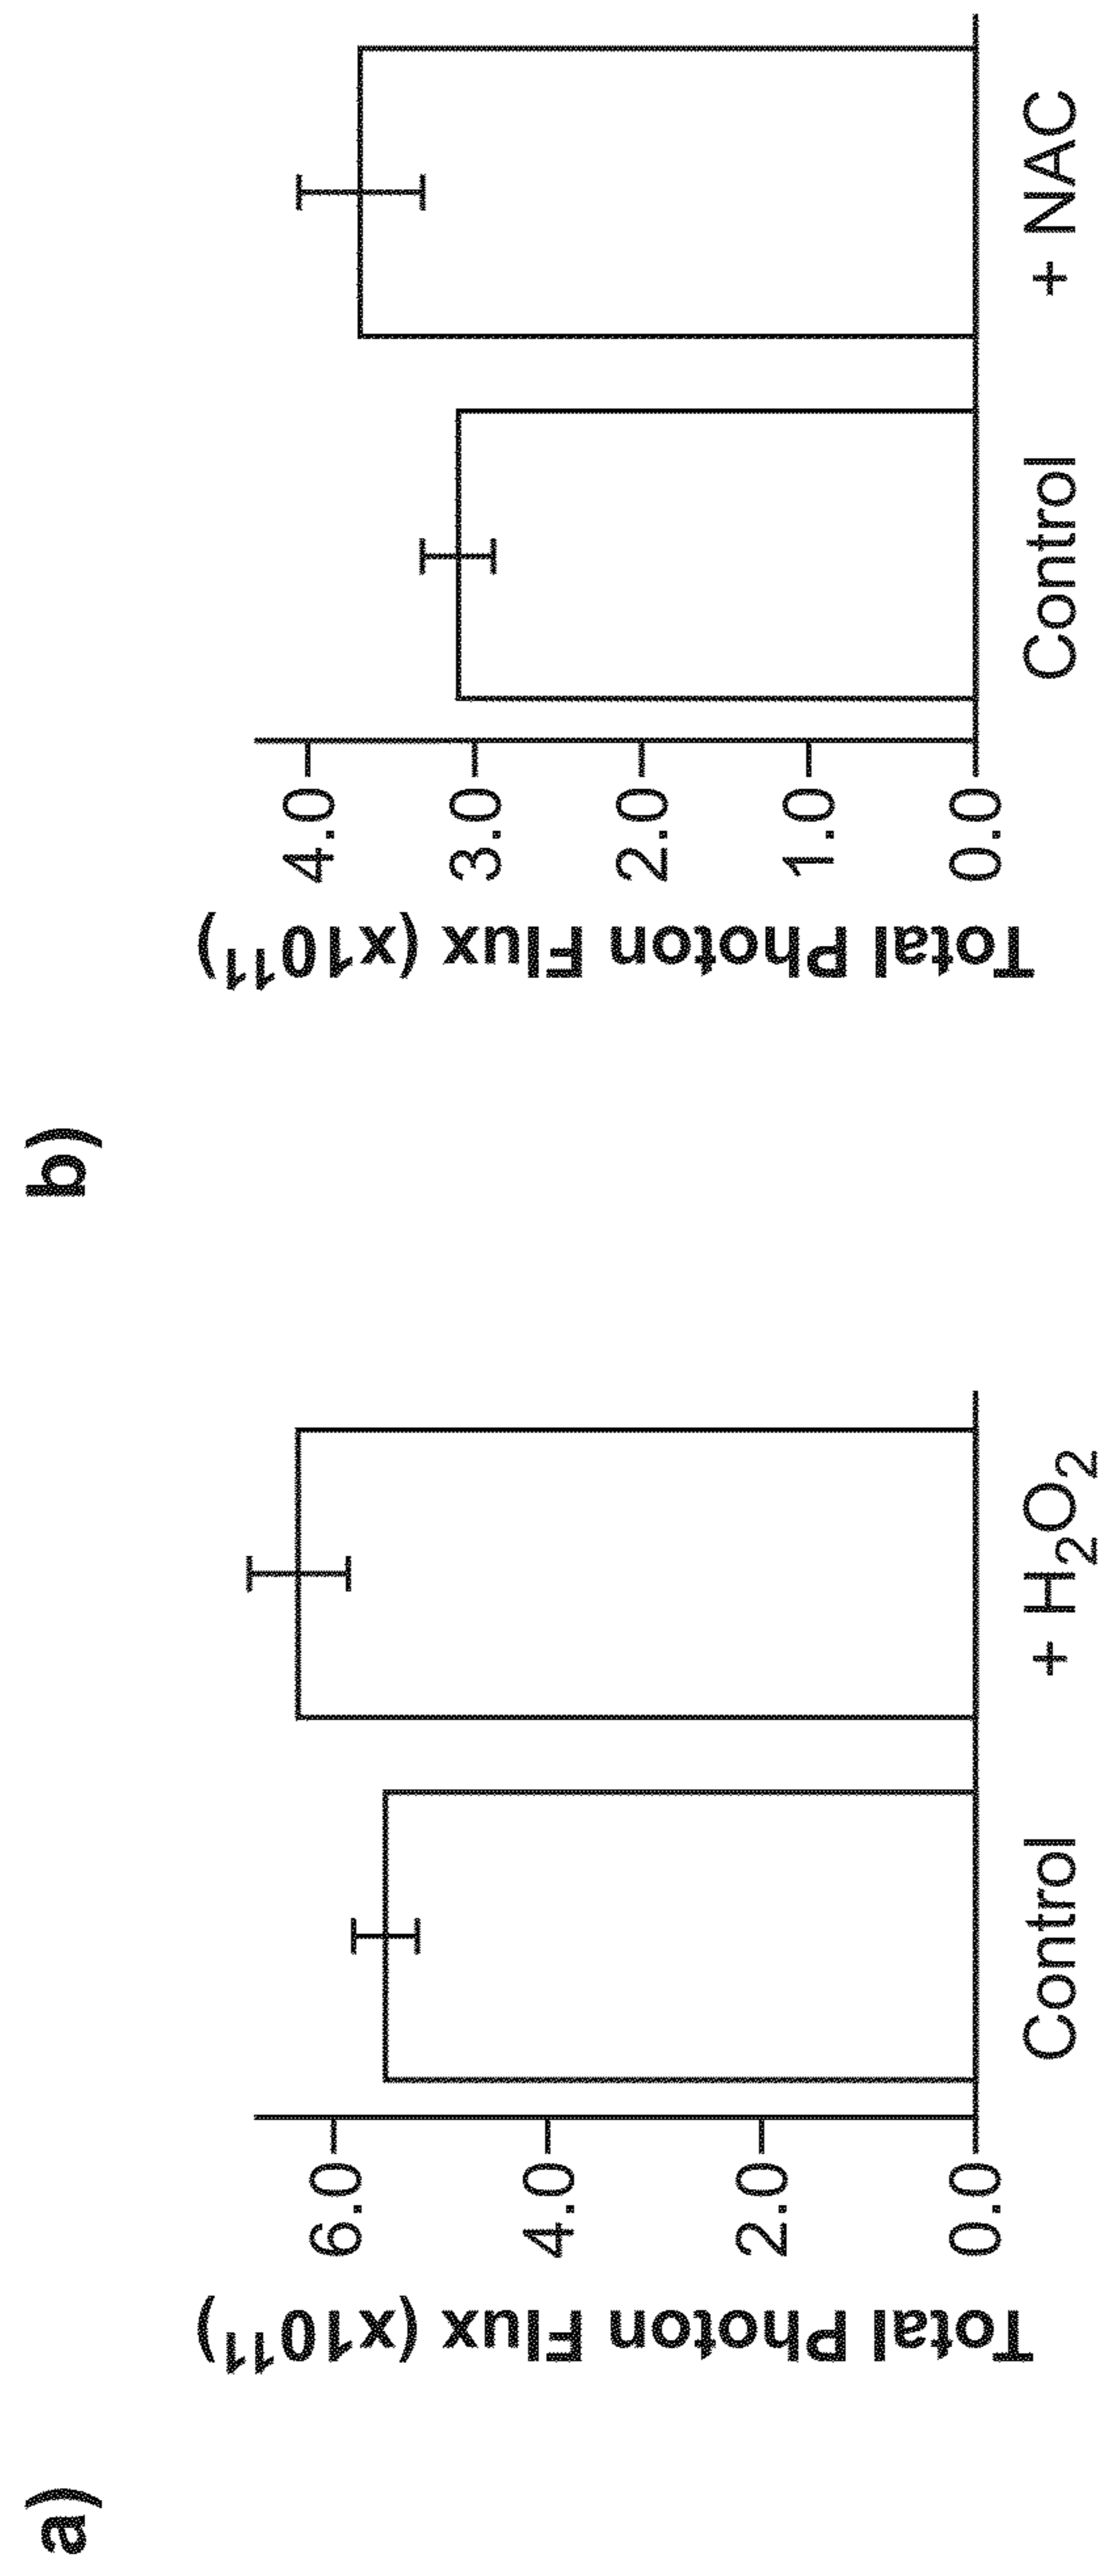 a)
Total Photon Flux (x10¹¹)
6.0
4.0
2.0
0.0
Control
+ H₂O₂
b)
Total Photon Flux (x10¹¹)
4.0
3.0
2.0
1.0
0.0
Control
+ NAC